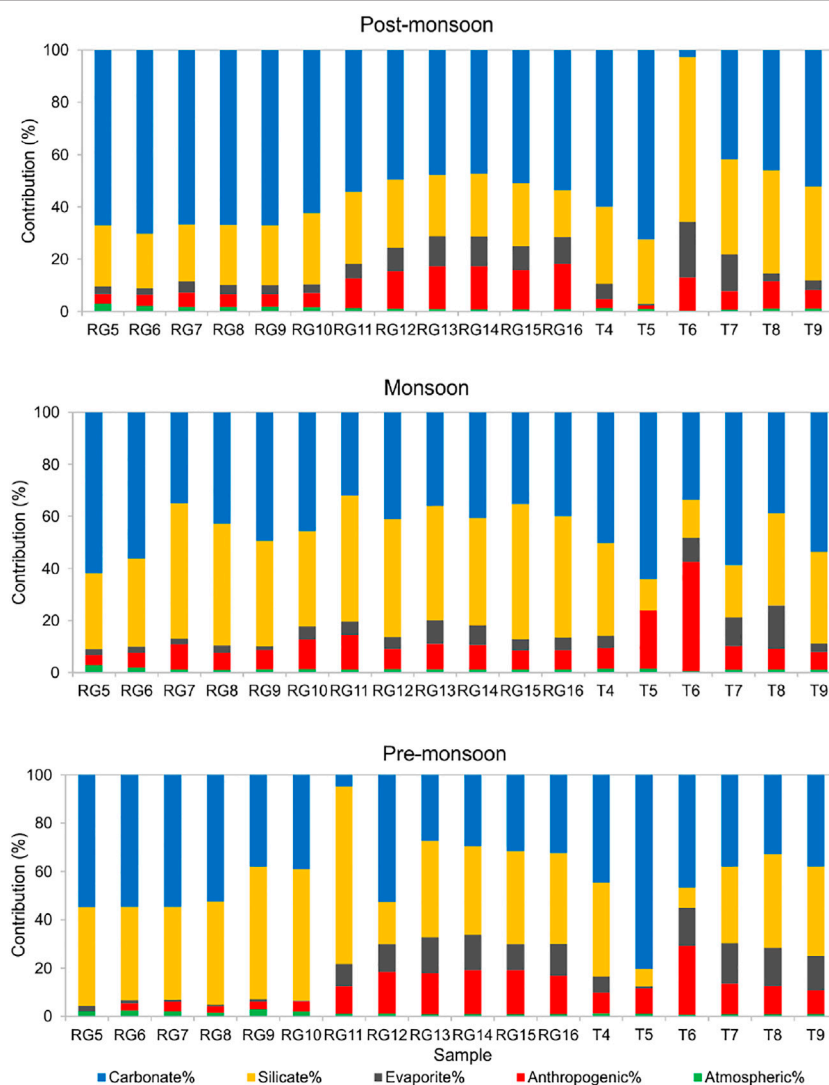 Post-monsoon
100
80
60
40
20
0
Contribution (%)
RG5 RG6 RG7 RG8 RG9 RG10 RG11 RG12 RG13 RG14 RG15 RG16 T4 T5 T6 T7 T8 T9
Monsoon
100
80
60
40
20
0
Contribution (%)
RG5 RG6 RG7 RG8 RG9 RG10 RG11 RG12 RG13 RG14 RG15 RG16 T4 T5 T6 T7 T8 T9
Pre-monsoon
100
80
60
40
20
0
Contribution (%)
RG5 RG6 RG7 RG8 RG9 RG10 RG11 RG12 RG13 RG14 RG15 RG16 T4 T5 T6 T7 T8 T9
Sample
Carbonate% Silicate% Evaporite% Anthropogenic% Atmospheric%